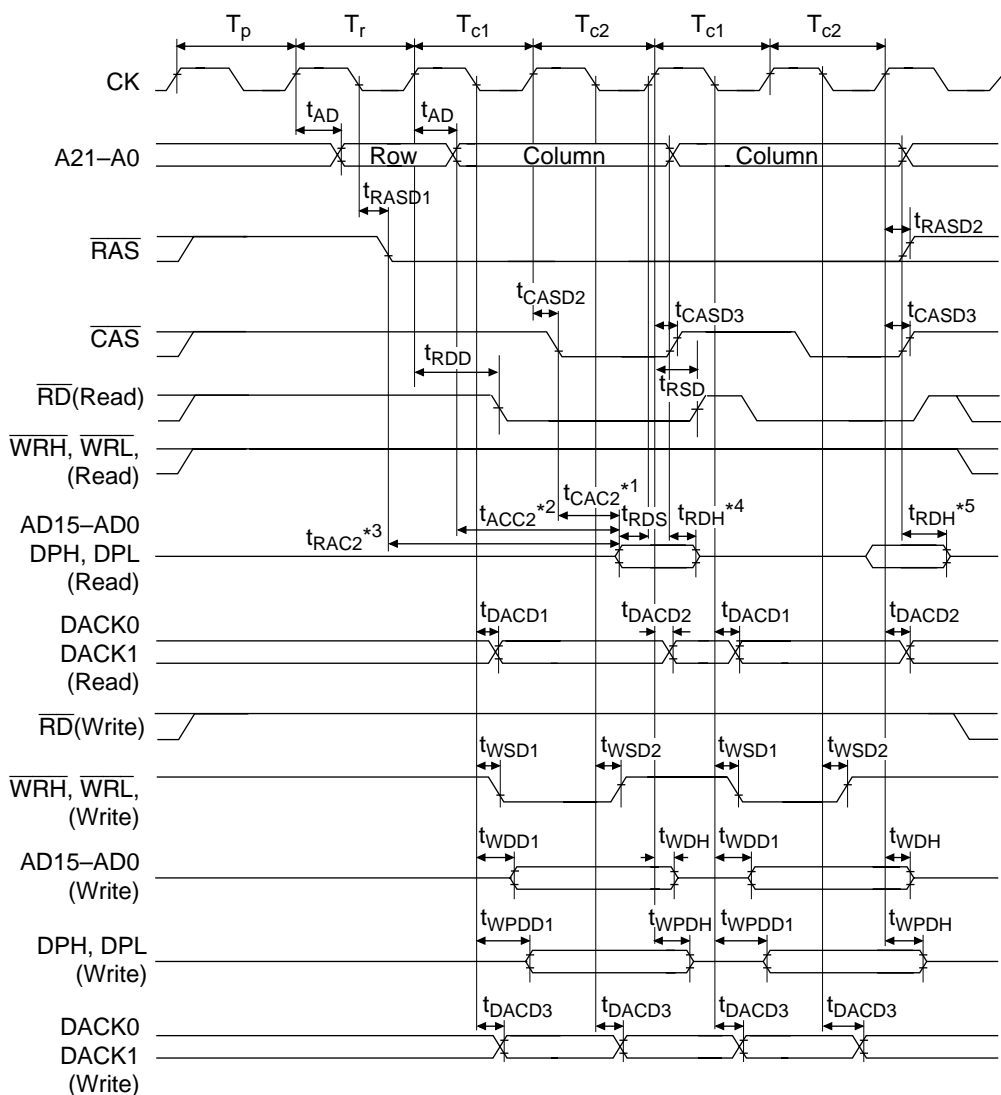 Tp Tr Tc1 Tc2 Tc1 Tc2
CK
tAD tAD
A21–A0 Row Column Column
tRASD1
tRASD2
RAS
tCASD2 tCASD3 tCASD3
CAS
tRDD tRSD
RD(Read)
WRH, WRL,
(Read)
tCAC2*1
tACC2*2 tRDS tRDH*4 tRDH*5
tRAC2*3
AD15–AD0
DPH, DPL
(Read)
tDACD1 tDACD2 tDACD1 tDACD2
DACK0
DACK1
(Read)
RD(Write)
tWSD1 tWSD2 tWSD1 tWSD2
WRH, WRL,
(Write)
tWDD1 tWDH tWDD1 tWDH
AD15–AD0
(Write)
tWPDD1 tWPDH tWPDD1 tWPDH
DPH, DPL
(Write)
tDACD3 tDACD3 tDACD3 tDACD3
DACK0
DACK1
(Write)